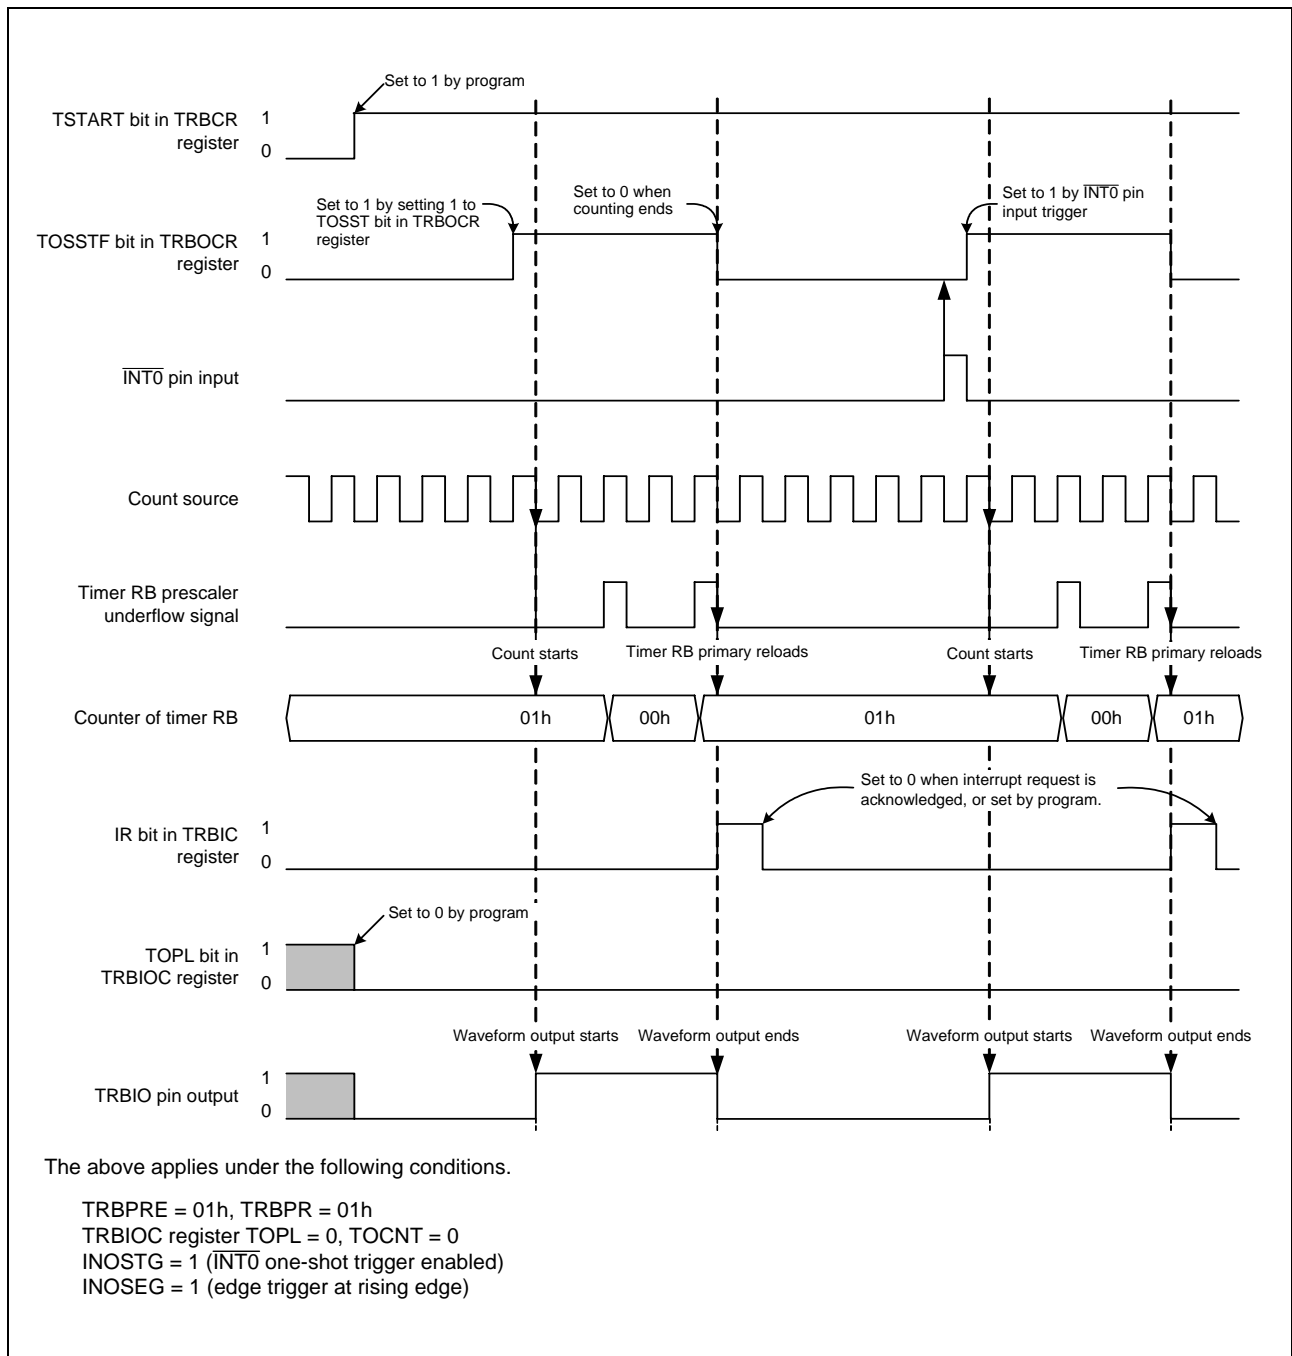 Set to 1 by program
TSTART bit in TRBCR
register
1
0
Set to 1 by setting 1 to
TOSST bit in TRBOCR
register
Set to 0 when
counting ends
Set to 1 by INT0 pin
input trigger
TOSSTF bit in TRBOCR
register
1
0
INT0 pin input
Count source
Timer RB prescaler
underflow signal
Count starts
Timer RB primary reloads
Count starts
Timer RB primary reloads
Counter of timer RB
01h
00h
01h
00h
01h
Set to 0 when interrupt request is
acknowledged, or set by program.
IR bit in TRBIC
register
1
0
Set to 0 by program
TOPL bit in
TRBIOC register
1
0
Waveform output starts
Waveform output ends
Waveform output starts
Waveform output ends
TRBIO pin output
1
0
The above applies under the following conditions.
TRBPRE = 01h, TRBPR = 01h
TRBIOC register TOPL = 0, TOCNT = 0
INOSTG = 1 (INT0 one-shot trigger enabled)
INOSEG = 1 (edge trigger at rising edge)